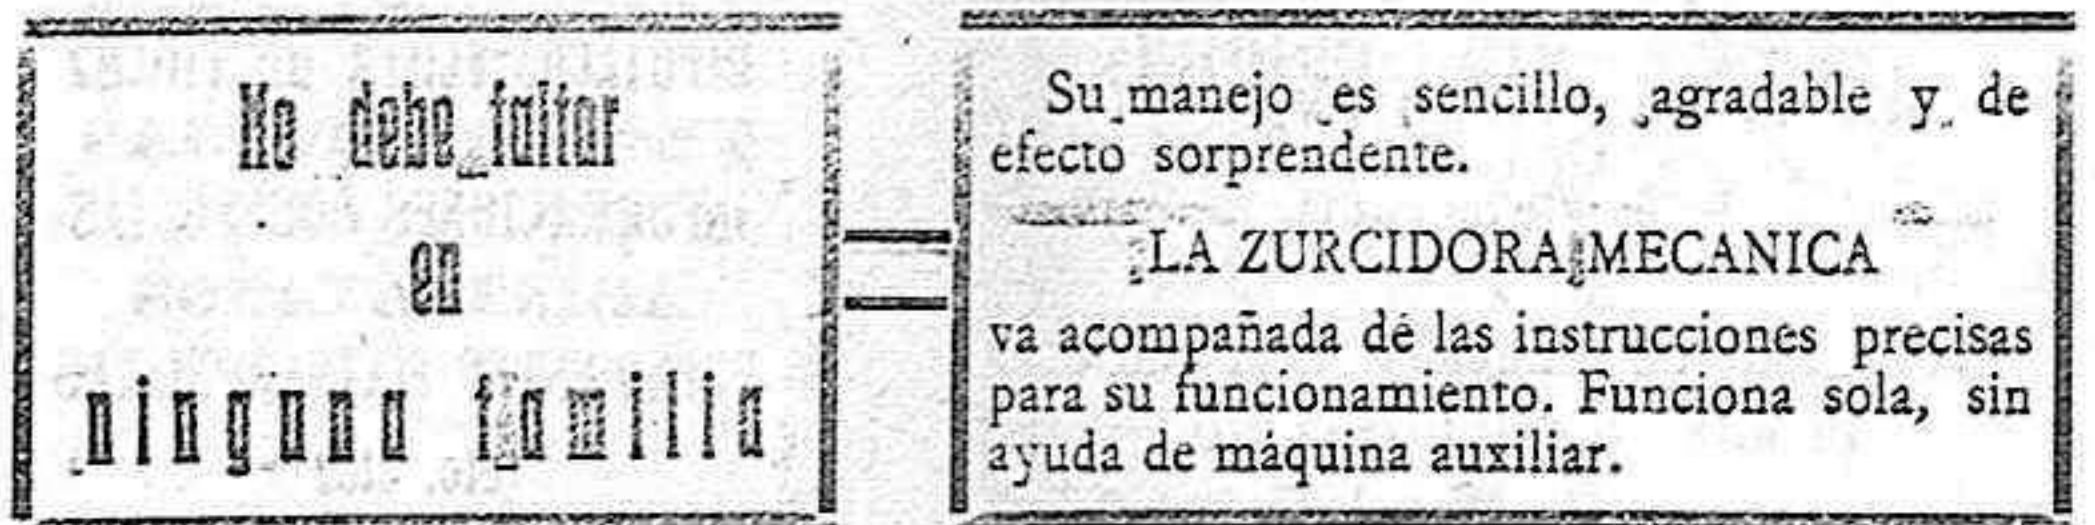 No debe faltar
en
ninguna familia
Su manejo es sencillo, agradable y de
efecto sorprendente.
LA ZURCIDORA MECANICA
va acompañada de las instrucciones precisas
para su funcionamiento. Funciona sola, sin
ayuda de máquina auxiliar.